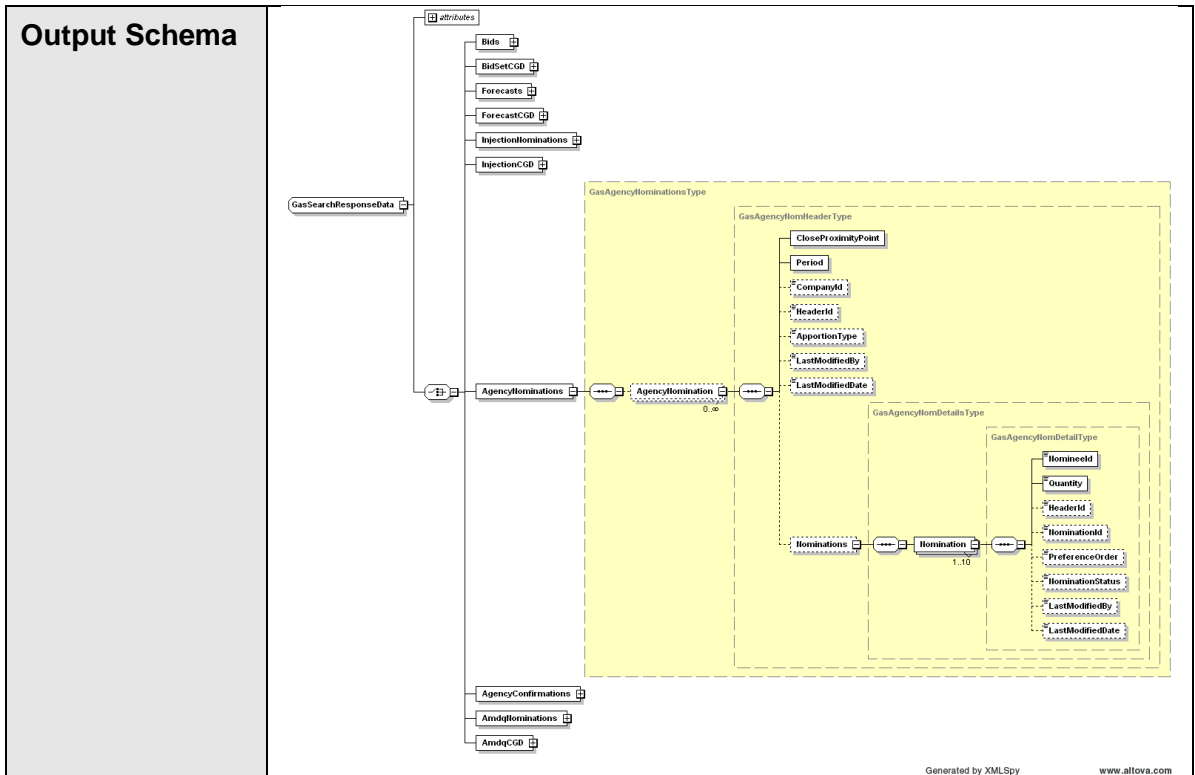 Output Schema
attributes
Bids
BidSetCGD
Forecasts
ForecastCGD
InjectionNominations
InjectionCGD
GasSearchResponseData
GasAgencyNominationsType
GasAgencyNomHeaderType
CloseProximityPoint
Period
CompanyId
HeaderId
ApportionType
LastModifiedBy
LastModifiedDate
AgencyNominations
AgencyNomination
0..∞
GasAgencyNomDetailsType
GasAgencyNomDetailType
NomineeId
Quantity
HeaderId
NominationId
PreferenceOrder
NominationStatus
LastModifiedBy
LastModifiedDate
Nominations
Nomination
1..10
AgencyConfirmations
AmdqNominations
AmdqCGD
Generated by XMLSpy www.altova.com